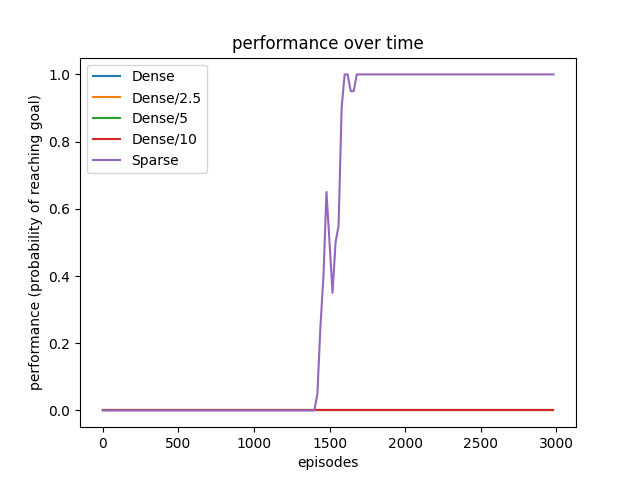 performance over time
Dense
Dense/2.5
Dense/5
Dense/10
Sparse
performance (probability of reaching goal)
1.0
0.8
0.6
0.4
0.2
0.0
0 500 1000 1500 2000 2500 3000
episodes